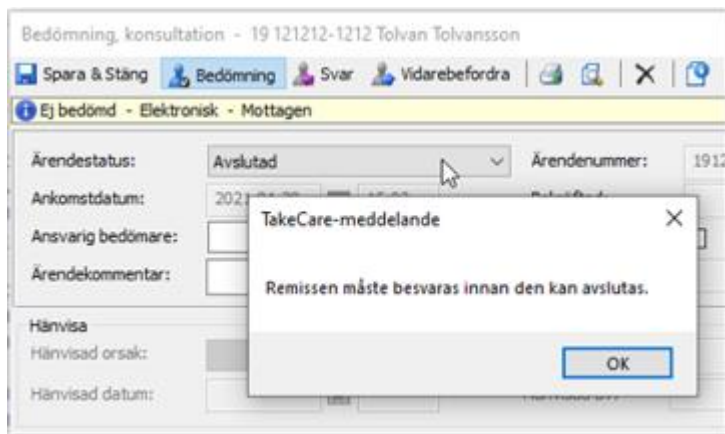 Bedömning, konsultation - 19 121212-1212 Tolvan Tolvansson
Spara & Stäng Bedömning Svar Vidarebefordra
Ej bedömd - Elektronisk - Mottagen
Ärendestatus: Avslutad Ärendenummer: 1912
Ankomstdatum:
Ansvarig bedömare:
Ärendekommentar:
TakeCare-meddelande
Remissen måste besvaras innan den kan avslutas.
OK
Hänvisa
Hänvisad orsak:
Hänvisad datum: